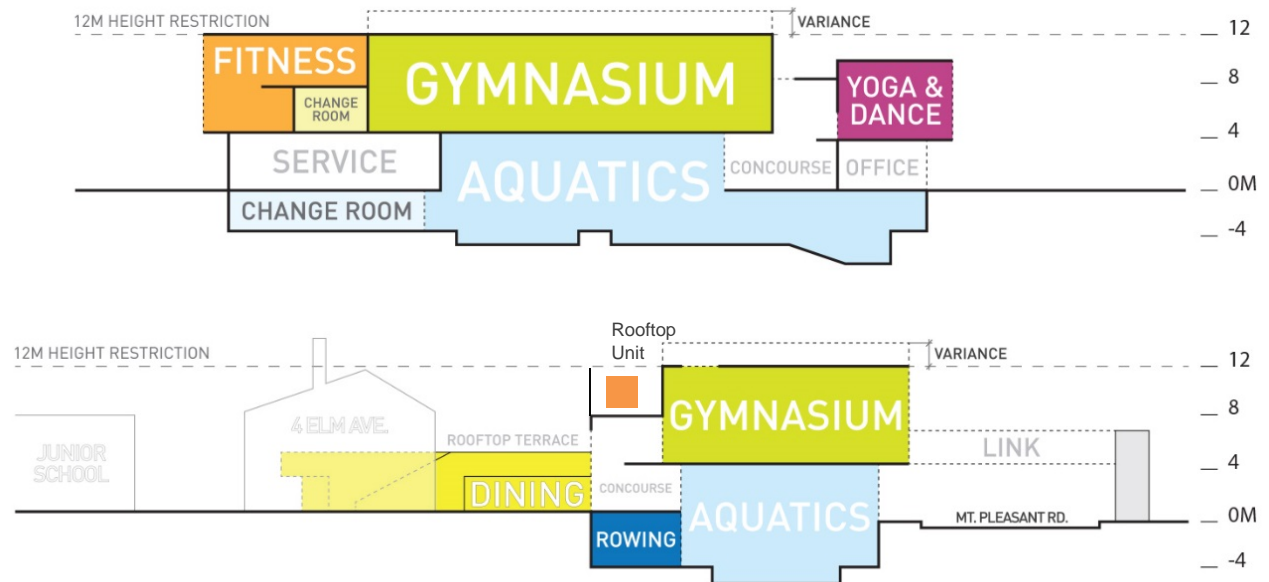 12M HEIGHT RESTRICTION
VARIANCE
12
FITNESS
GYMNASIUM
8
YOGA &
DANCE
CHANGE
ROOM
4
SERVICE
AQUATICS
CONCOURSE
OFFICE
0M
CHANGE ROOM
-4
Rooftop
Unit
12M HEIGHT RESTRICTION
VARIANCE
12
8
GYMNASIUM
4 ELM AVE.
ROOFTOP TERRACE
JUNIOR
SCHOOL
LINK
4
DINING
CONCOURSE
AQUATICS
MT. PLEASANT RD.
0M
ROWING
-4